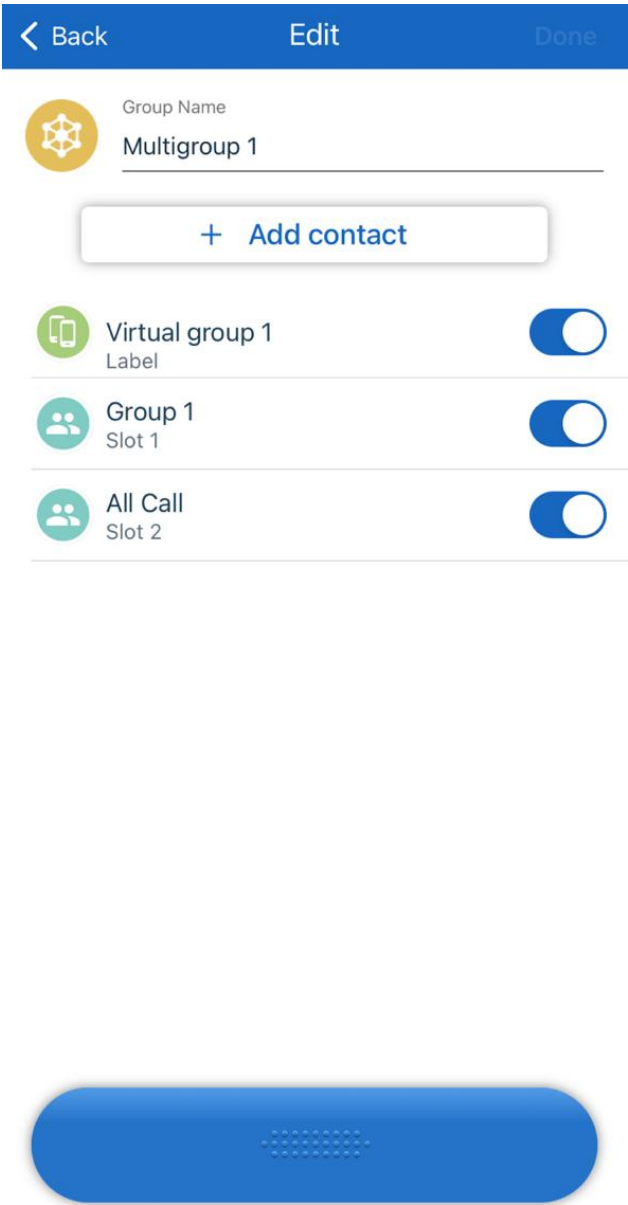 Back Edit Done
Group Name
Multigroup 1
+ Add contact
Virtual group 1
Label
Group 1
Slot 1
All Call
Slot 2